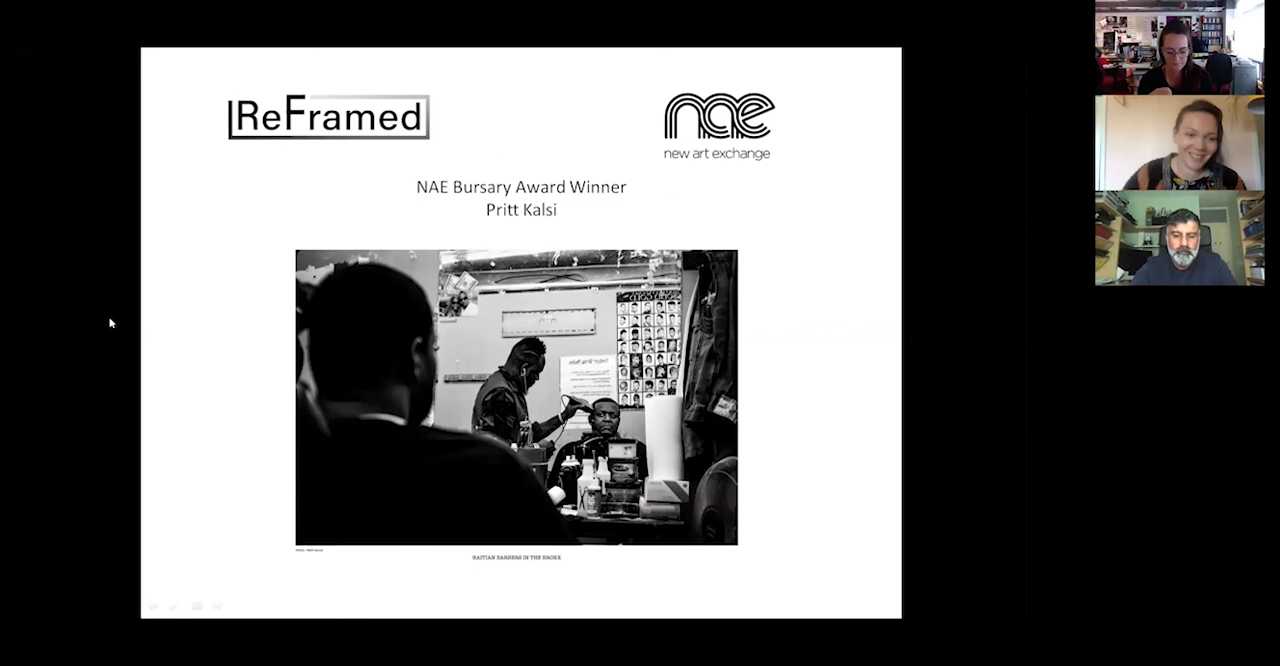 ReFramed
nae
new art exchange
NAE Bursary Award Winner
Pritt Kalsi
HAITIAN BARBERS IN THE BRONX